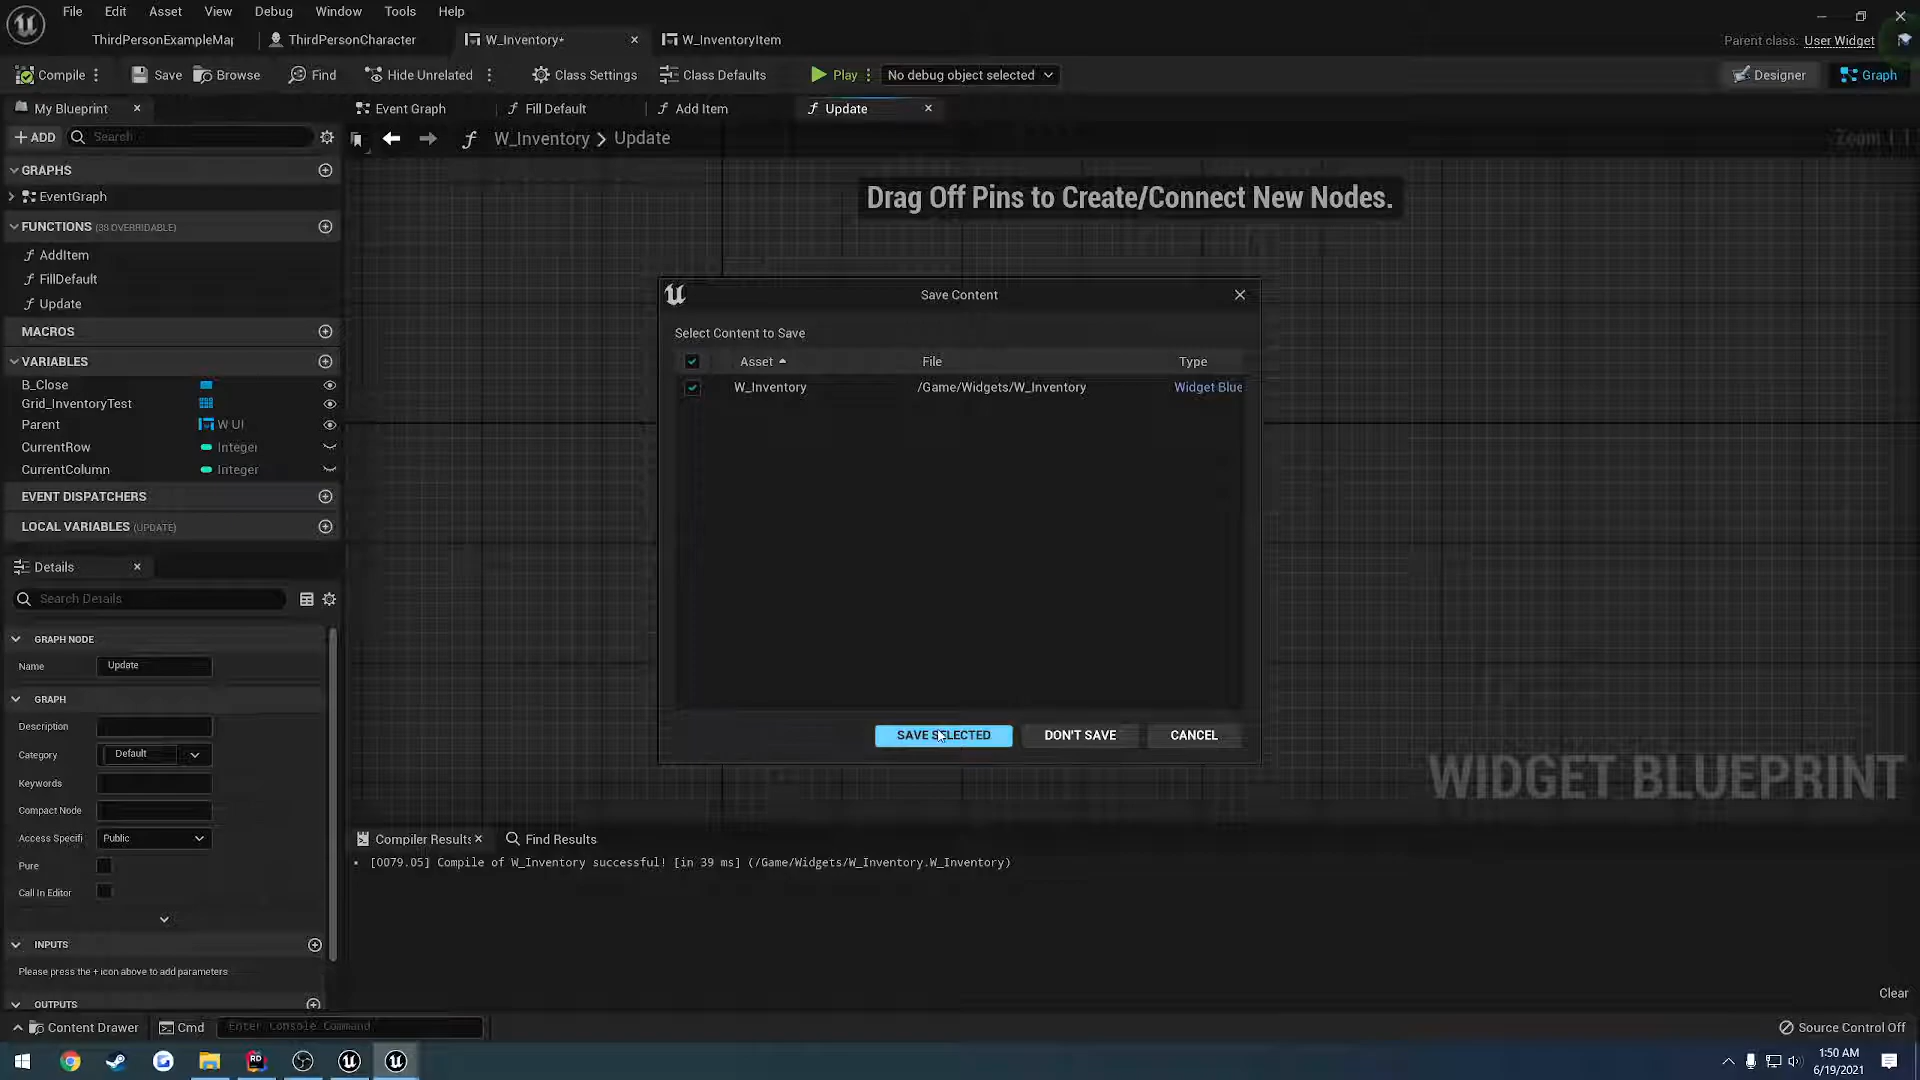 File Edit Asset View Debug Window Tools Help
ThirdPersonExampleMap ThirdPersonCharacter W_Inventory* W_InventoryItem Parent class: User Widget
Compile Save Browse Find Hide Unrelated Class Settings Class Defaults Play No debug object selected Designer Graph
My Blueprint Event Graph Fill Default Add Item Update
+ ADD Search W_Inventory > Update Zoom 1:1
GRAPHS
EventGraph
FUNCTIONS (38 OVERRIDABLE)
AddItem
FillDefault
Update
MACROS
VARIABLES
B_Close
Grid_InventoryTest
Parent W UI
CurrentRow Integer
CurrentColumn Integer
EVENT DISPATCHERS
LOCAL VARIABLES (UPDATE)
Drag Off Pins to Create/Connect New Nodes.
Save Content
Select Content to Save
Asset File Type
W_Inventory /Game/Widgets/W_Inventory Widget Blue
SAVE SELECTED DON'T SAVE CANCEL
WIDGET BLUEPRINT
Details
Search Details
GRAPH NODE
Name Update
GRAPH
Description
Category Default
Keywords
Compact Node
Access Specifi Public
Pure
Call In Editor
INPUTS
Please press the + icon above to add parameters
OUTPUTS
Compiler Results Find Results
[0079.05] Compile of W_Inventory successful! [in 39 ms] (/Game/Widgets/W_Inventory.W_Inventory)
Clear
Content Drawer Cmd Enter Console Command Source Control Off
1:50 AM
6/19/2021